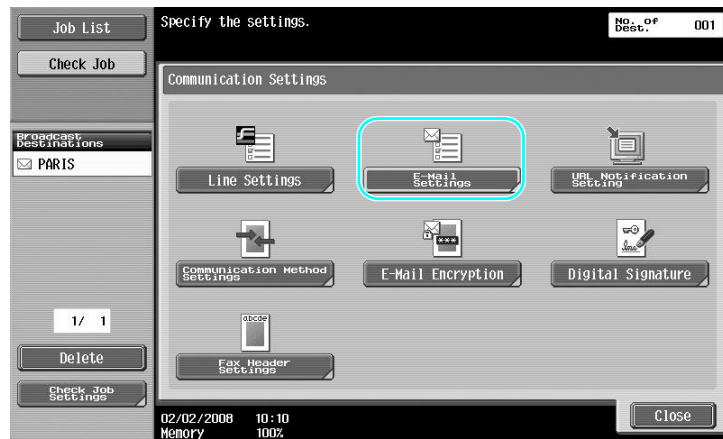 Job List
Check Job
Broadcast
Destinations
PARIS
1/ 1
Delete
Check Job
Settings
Specify the settings.
No. of
Dest.
001
Communication Settings
Line Settings
E-Mail
Settings
URL Notification
Setting
Communication Method
Settings
E-Mail Encryption
Digital Signature
abcde
Fax Header
Settings
02/02/2008 10:10
Memory 100%
Close